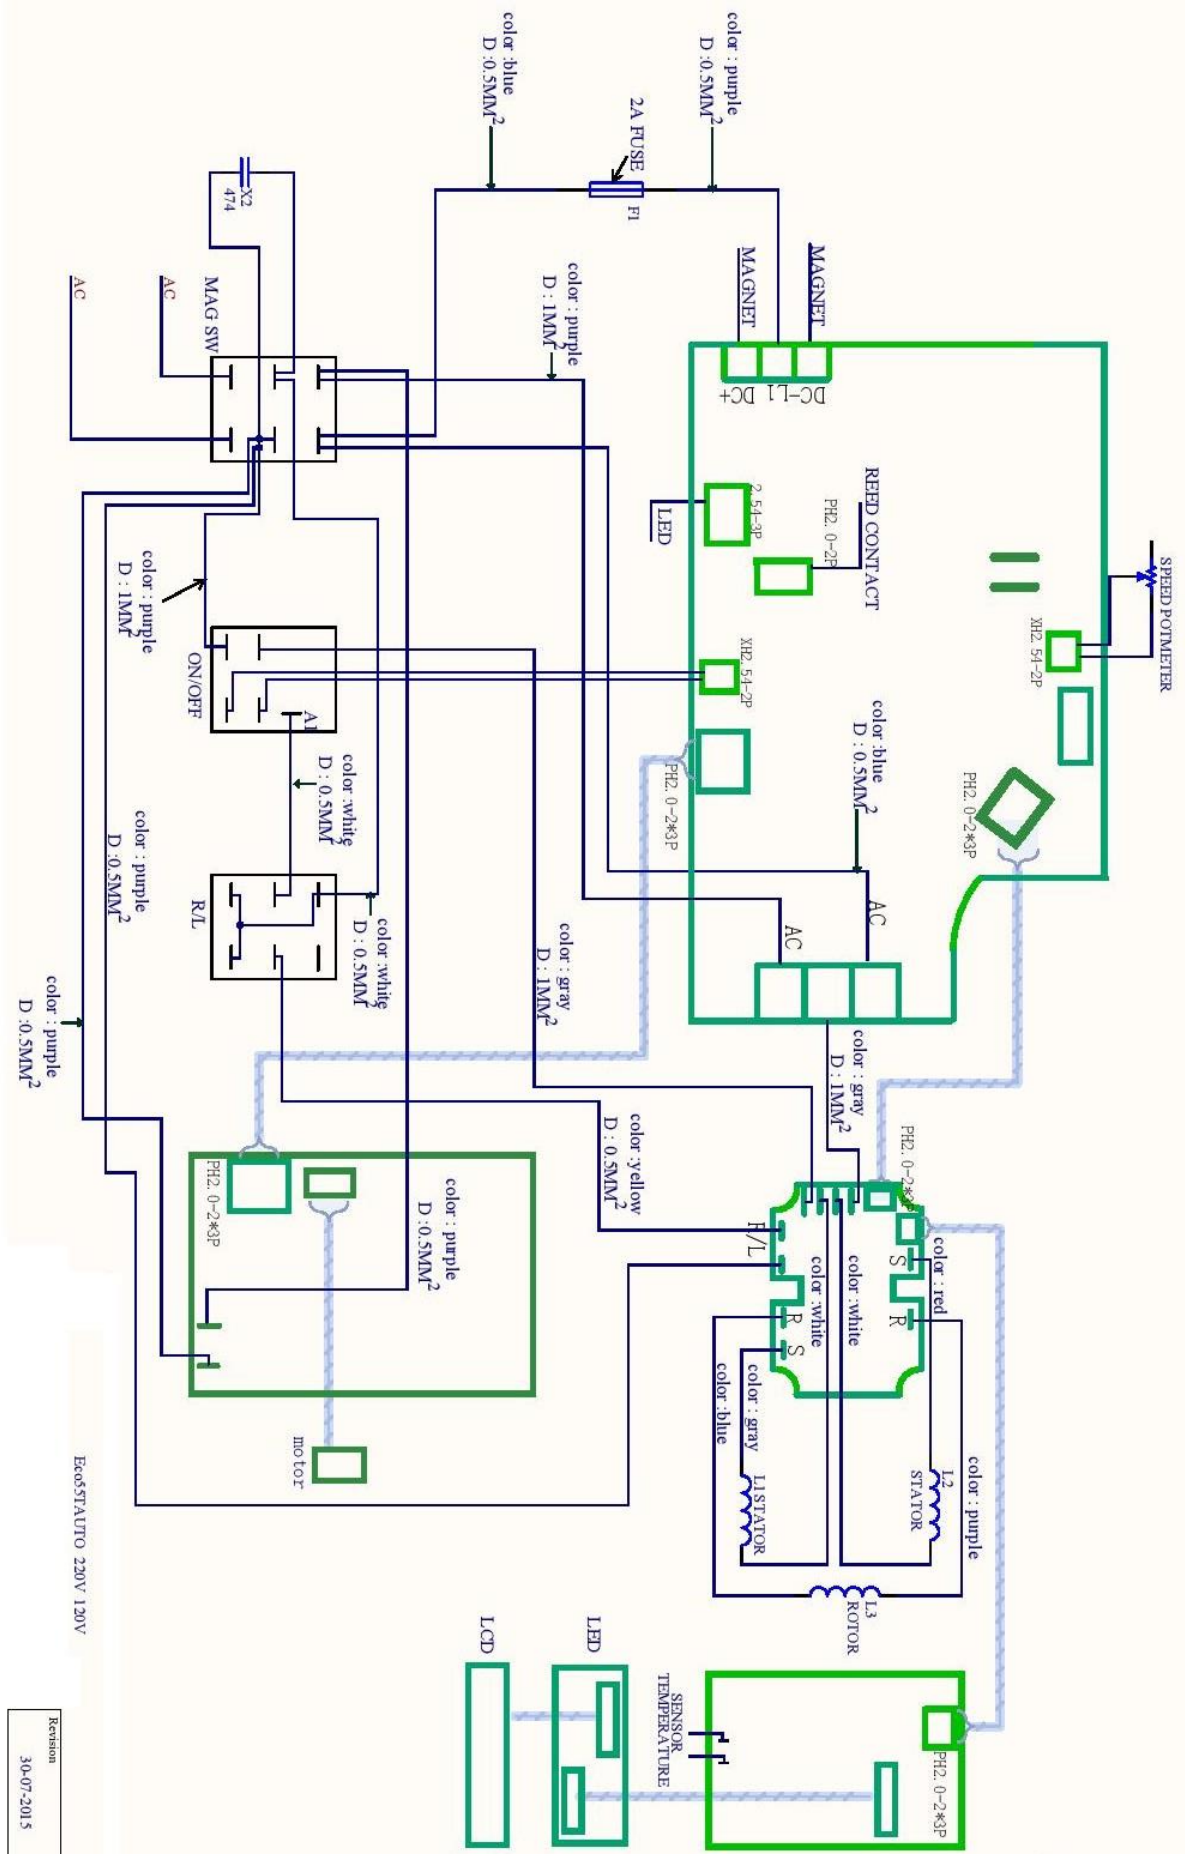 color :blue
D :0.5MM²
color : purple
D :0.5MM²
2A FUSE
F1
X2
474
AC
AC
MAG SW
color : purple
D : 1MM²
MAGNET
MAGNET
DC+
L1
DC-
2.54-3P
LED
PH2.0-2P
REED CONTACT
SPEED POTMETER
XH2.54-2P
XH2.54-2P
color : purple
D : 1MM²
ON/OFF
A1
color :white
D : 0.5MM²
PH2.0-2*3P
color :blue
D : 0.5MM²
PH2.0-2*3P
color : purple
D :0.5MM²
R/L
color :white
D : 0.5MM²
color : gray
D : 1MM²
AC
AC
color : purple
D :0.5MM²
color : gray
D : 1MM²
PH2.0-2*3P
color : purple
D :0.5MM²
color :yellow
D : 0.5MM²
PH2.0-2*3P
R/L
color :white
color :white
S
color : red
R
R
S
color : gray
color :blue
L1STATOR
L2
STATOR
color : purple
L3
ROTOR
motor
LCD
LED
SENSOR
TEMPERATURE
PH2.0-2*3P
Eco55TAUTO 220V 120V
Revision
30-07-2015